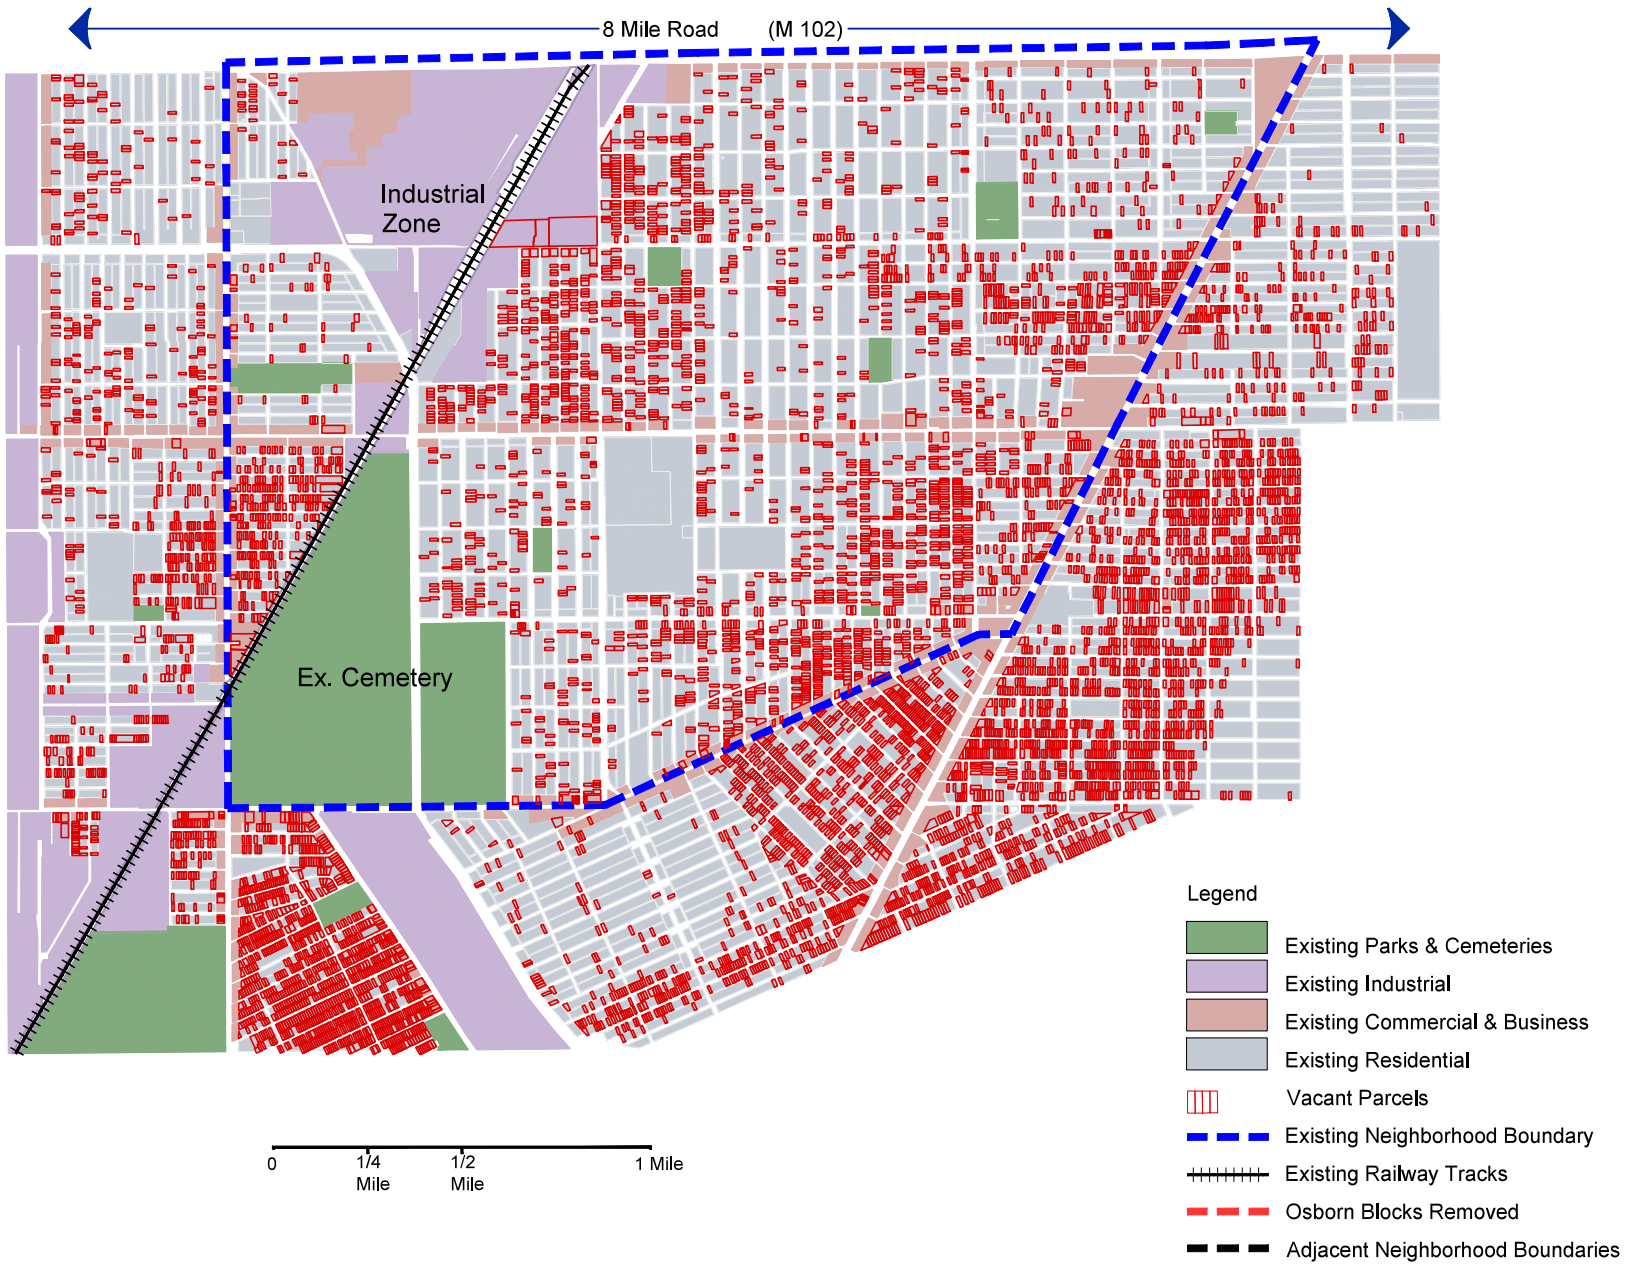 8 Mile Road (M 102)
Industrial
Zone
Ex. Cemetery
Legend
Existing Parks & Cemeteries
Existing Industrial
Existing Commercial & Business
Existing Residential
Vacant Parcels
Existing Neighborhood Boundary
Existing Railway Tracks
Osborn Blocks Removed
Adjacent Neighborhood Boundaries
0 1/4 1/2 1 Mile
Mile Mile